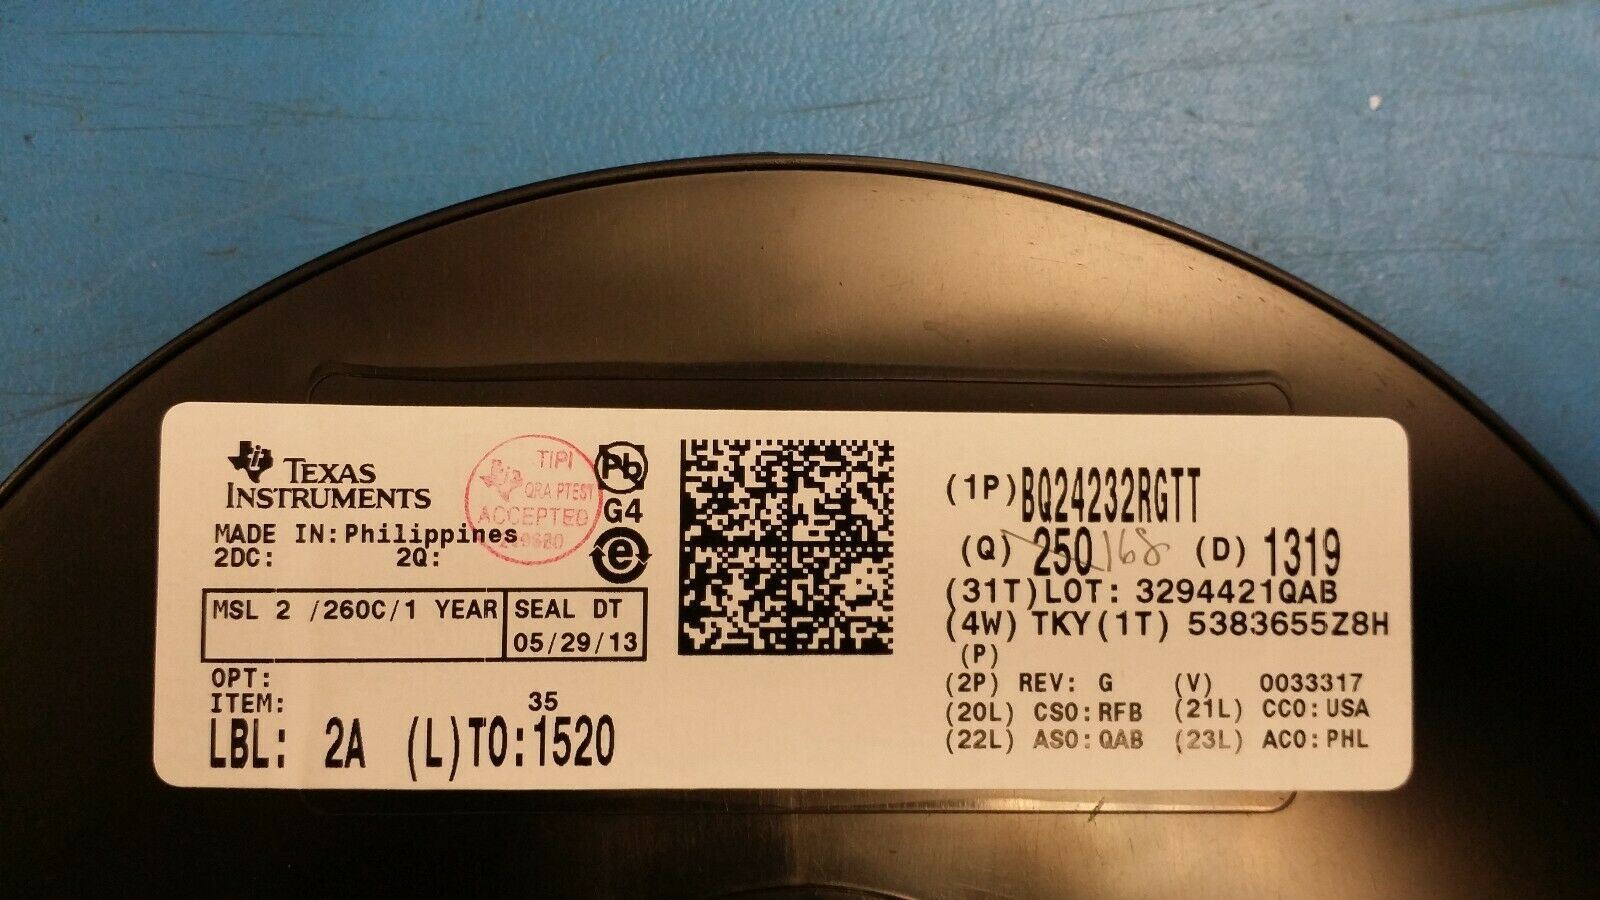 TEXAS
INSTRUMENTS
MADE IN: Philippines
2DC: 2Q:
TIPI
QRA PTEST
ACCEPTED
Pb
G4
e
MSL 2 /260C/1 YEAR
SEAL DT
05/29/13
OPT:
ITEM: 35
LBL: 2A (L)TO:1520
(1P)BQ24232RGTT
(Q) 250 168 (D) 1319
(31T)LOT: 3294421QAB
(4W) TKY(1T) 5383655Z8H
(P)
(2P) REV: G (V) 0033317
(20L) CSO:RFB (21L) CCO:USA
(22L) ASO:QAB (23L) ACO:PHL